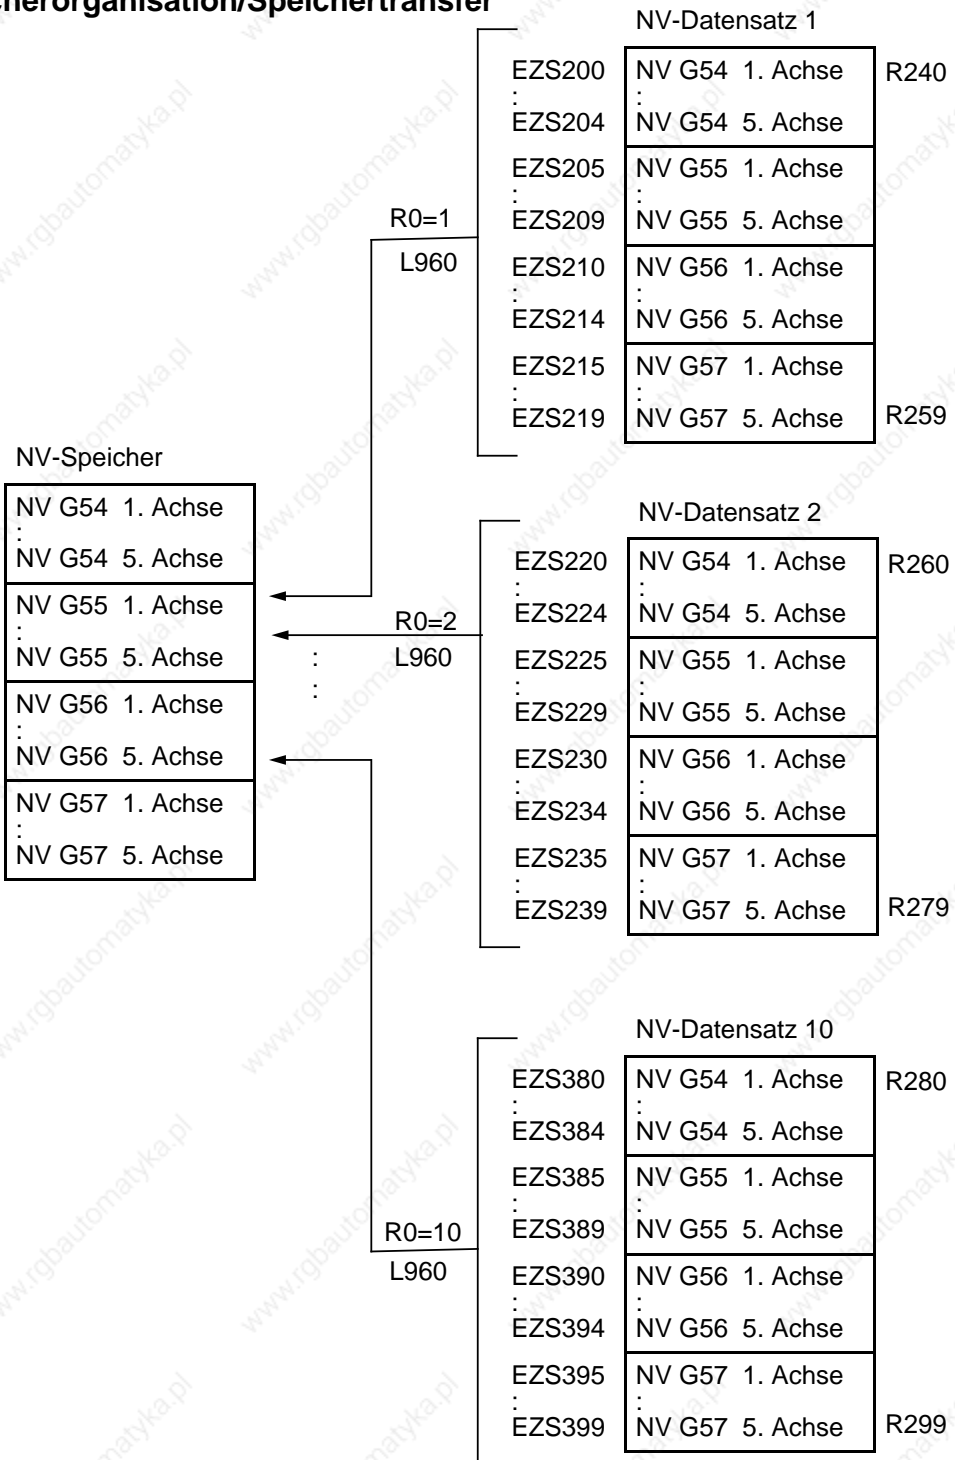 cherorganisation/Speichertransfer
NV-Datensatz 1
EZS200 NV G54 1. Achse R240
: :
EZS204 NV G54 5. Achse
EZS205 NV G55 1. Achse
: :
EZS209 NV G55 5. Achse
R0=1
L960
EZS210 NV G56 1. Achse
: :
EZS214 NV G56 5. Achse
EZS215 NV G57 1. Achse
: :
EZS219 NV G57 5. Achse R259
NV-Speicher
NV G54 1. Achse
:
NV G54 5. Achse
NV G55 1. Achse
:
NV G55 5. Achse
NV G56 1. Achse
:
NV G56 5. Achse
NV G57 1. Achse
:
NV G57 5. Achse
NV-Datensatz 2
EZS220 NV G54 1. Achse R260
: :
EZS224 NV G54 5. Achse
R0=2
L960
:
:
EZS225 NV G55 1. Achse
: :
EZS229 NV G55 5. Achse
EZS230 NV G56 1. Achse
: :
EZS234 NV G56 5. Achse
EZS235 NV G57 1. Achse
: :
EZS239 NV G57 5. Achse R279
NV-Datensatz 10
EZS380 NV G54 1. Achse R280
: :
EZS384 NV G54 5. Achse
EZS385 NV G55 1. Achse
: :
EZS389 NV G55 5. Achse
R0=10
L960
EZS390 NV G56 1. Achse
: :
EZS394 NV G56 5. Achse
EZS395 NV G57 1. Achse
: :
EZS399 NV G57 5. Achse R299
www.rgbautomatyka.pl